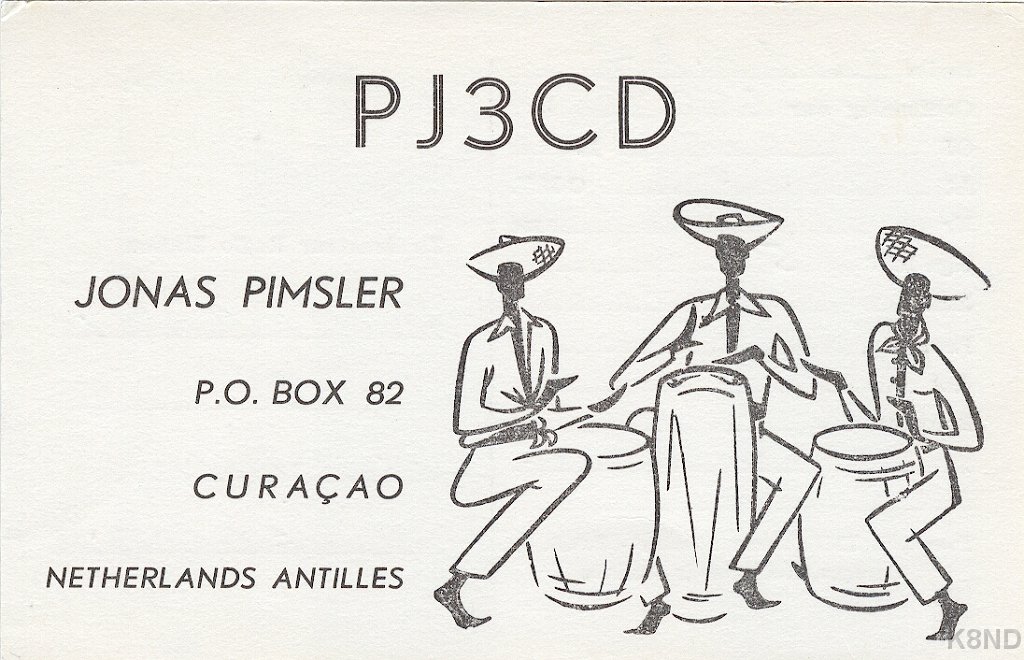 PJ3CD
JONAS PIMSLER
P.O. BOX 82
CURAÇAO
NETHERLANDS ANTILLES
K8ND